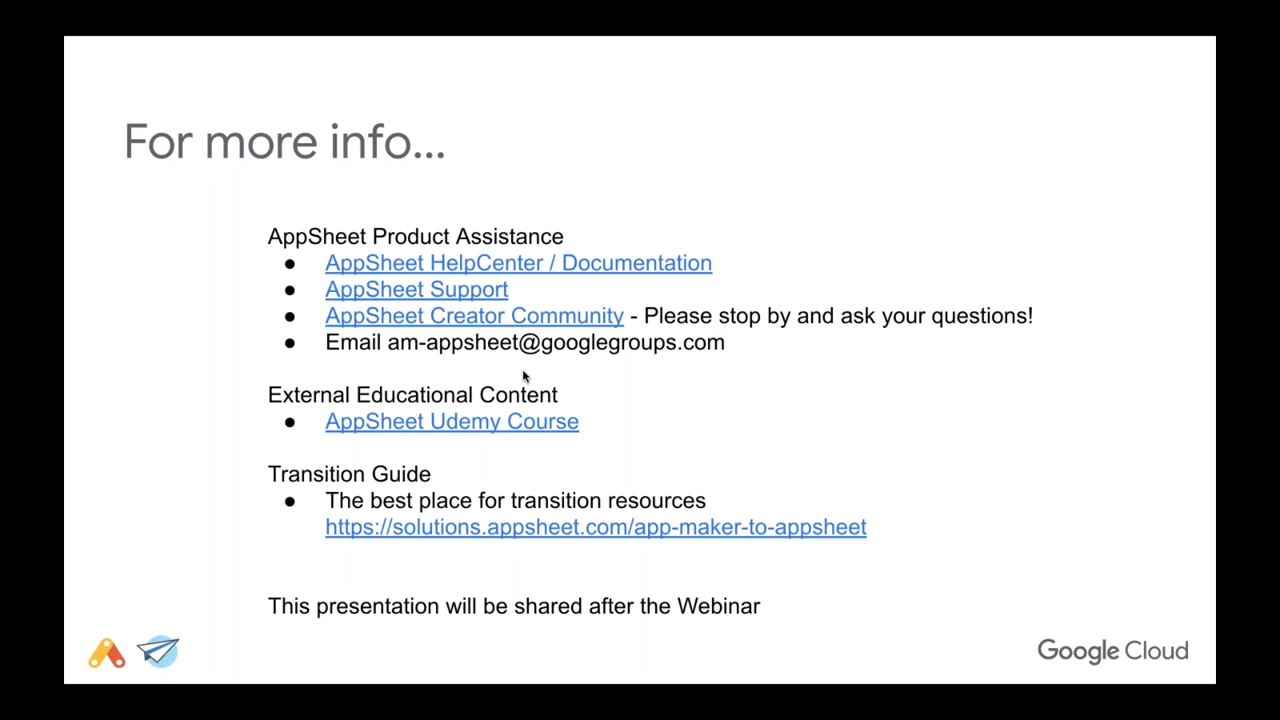 For more info...
AppSheet Product Assistance
● AppSheet HelpCenter / Documentation
● AppSheet Support
● AppSheet Creator Community - Please stop by and ask your questions!
● Email am-appsheet@googlegroups.com
External Educational Content
● AppSheet Udemy Course
Transition Guide
● The best place for transition resources
https://solutions.appsheet.com/app-maker-to-appsheet
This presentation will be shared after the Webinar
Google Cloud